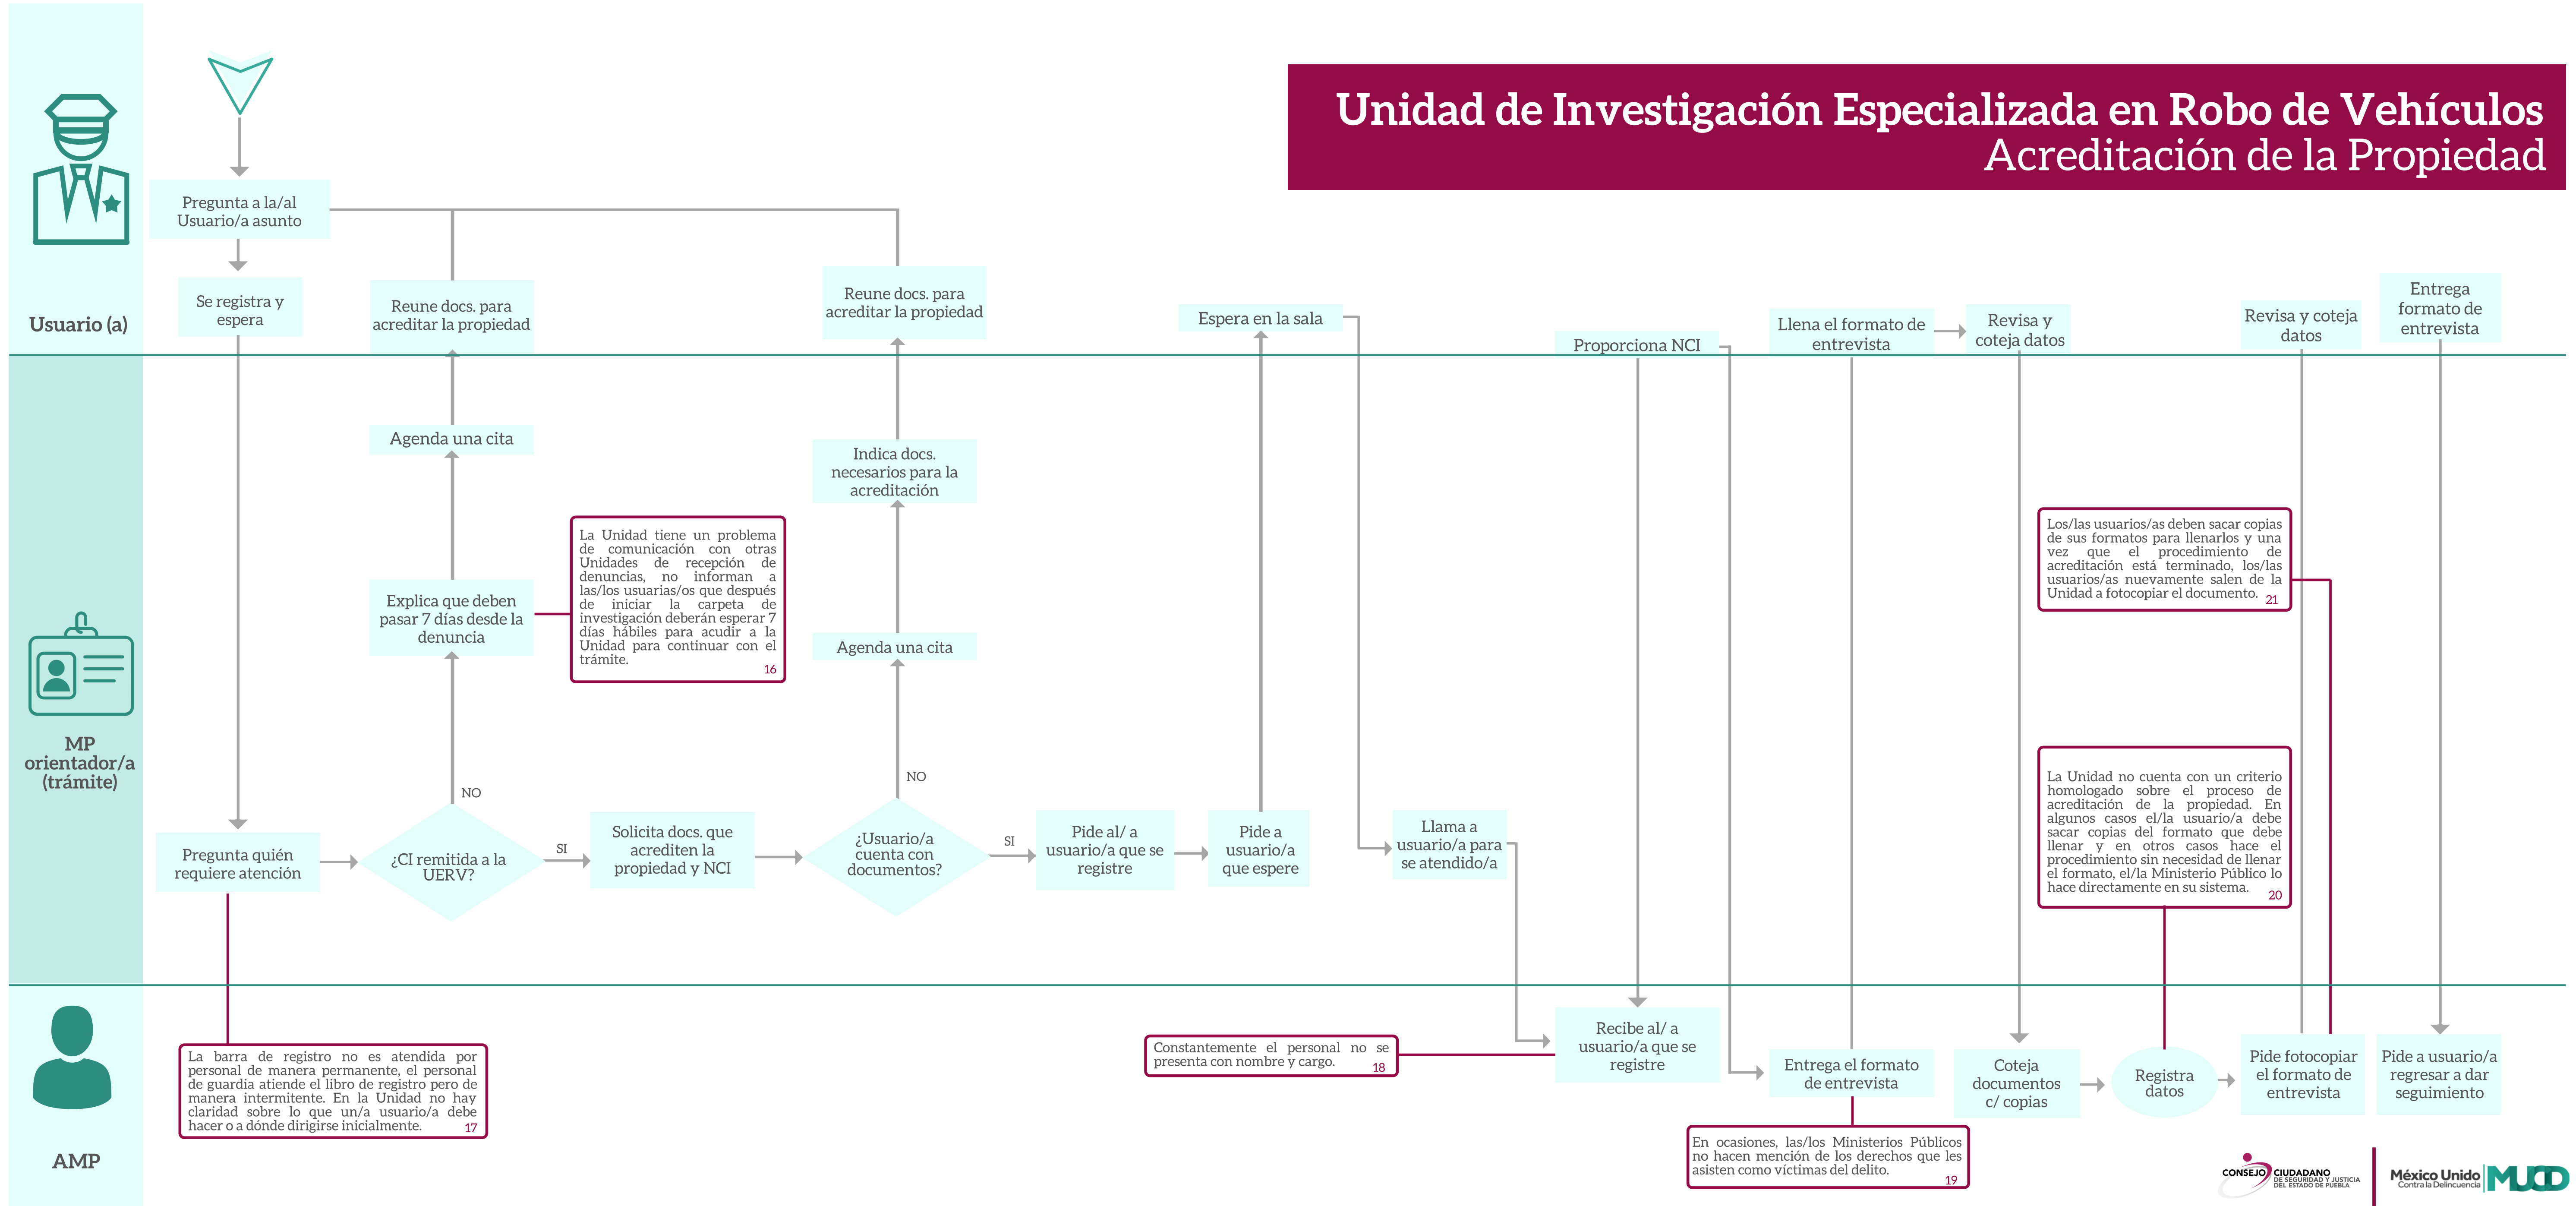 Unidad de Investigación Especializada en Robo de Vehículos
Acreditación de la Propiedad
Usuario (a)
Pregunta a la/al
Usuario/a asunto
Se registra y
espera
Reune docs. para
acreditar la propiedad
Reune docs. para
acreditar la propiedad
Espera en la sala
Proporciona NCI
Llena el formato de
entrevista
Revisa y
coteja datos
Revisa y coteja
datos
Entrega
formato de
entrevista
MP
orientador/a
(trámite)
Agenda una cita
Explica que deben
pasar 7 días desde la
denuncia
La Unidad tiene un problema
de comunicación con otras
Unidades de recepción de
denuncias, no informan a
las/los usuarias/os que después
de iniciar la carpeta de
investigación deberán esperar 7
días hábiles para acudir a la
Unidad para continuar con el
trámite.
16
Indica docs.
necesarios para la
acreditación
Agenda una cita
NO
NO
Pregunta quién
requiere atención
¿CI remitida a la
UERV?
SI
Solicita docs. que
acrediten la
propiedad y NCI
¿Usuario/a
cuenta con
documentos?
SI
Pide al/ a
usuario/a que se
registre
Pide a
usuario/a
que espere
Llama a
usuario/a para
se atendido/a
Los/las usuarios/as deben sacar copias
de sus formatos para llenarlos y una
vez que el procedimiento de
acreditación está terminado, los/las
usuarios/as nuevamente salen de la
Unidad a fotocopiar el documento.
21
La Unidad no cuenta con un criterio
homologado sobre el proceso de
acreditación de la propiedad. En
algunos casos el/la usuario/a debe
sacar copias del formato que debe
llenar y en otros casos hace el
procedimiento sin necesidad de llenar
el formato, el/la Ministerio Público lo
hace directamente en su sistema.
20
AMP
La barra de registro no es atendida por
personal de manera permanente, el personal
de guardia atiende el libro de registro pero de
manera intermitente. En la Unidad no hay
claridad sobre lo que un/a usuario/a debe
hacer o a dónde dirigirse inicialmente.
17
Constantemente el personal no se
presenta con nombre y cargo.
18
Recibe al/ a
usuario/a que se
registre
Entrega el formato
de entrevista
En ocasiones, las/los Ministerios Públicos
no hacen mención de los derechos que les
asisten como víctimas del delito.
19
Coteja
documentos
c/ copias
Registra
datos
Pide fotocopiar
el formato de
entrevista
Pide a usuario/a
regresar a dar
seguimiento
CONSEJO CIUDADANO
DE SEGURIDAD Y JUSTICIA
DEL ESTADO DE PUEBLA
México Unido
Contra la Delincuencia
MUCD